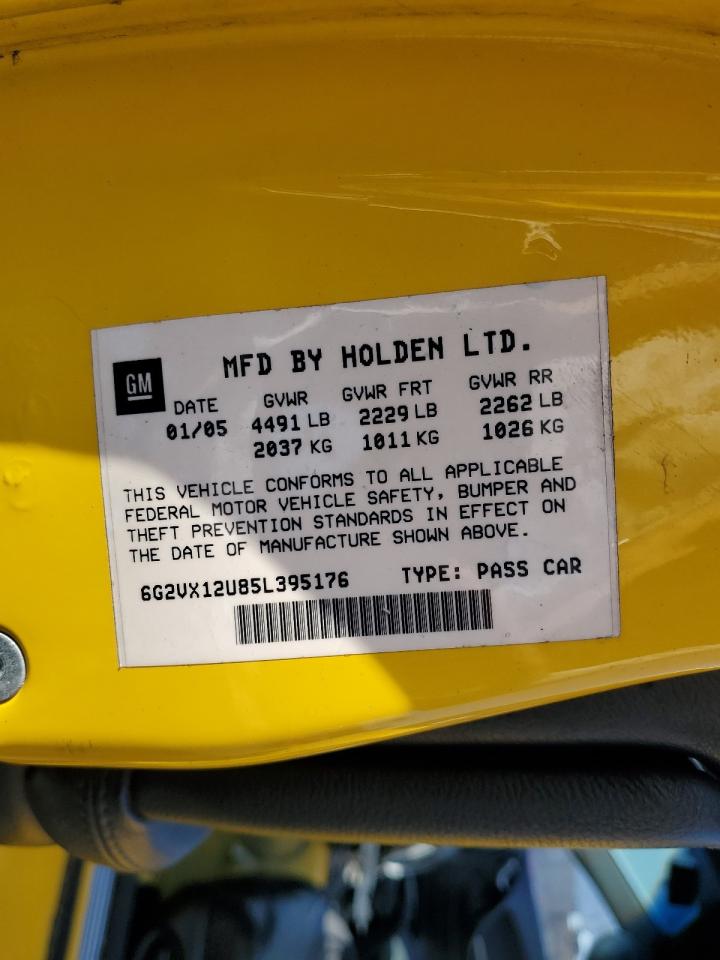 MFD BY HOLDEN LTD.
GM
DATE GVWR GVWR FRT GVWR RR
01/05 4491 LB 2229 LB 2262 LB
2037 KG 1011 KG 1026 KG
THIS VEHICLE CONFORMS TO ALL APPLICABLE
FEDERAL MOTOR VEHICLE SAFETY, BUMPER AND
THEFT PREVENTION STANDARDS IN EFFECT ON
THE DATE OF MANUFACTURE SHOWN ABOVE.
6G2VX12U85L395176 TYPE: PASS CAR